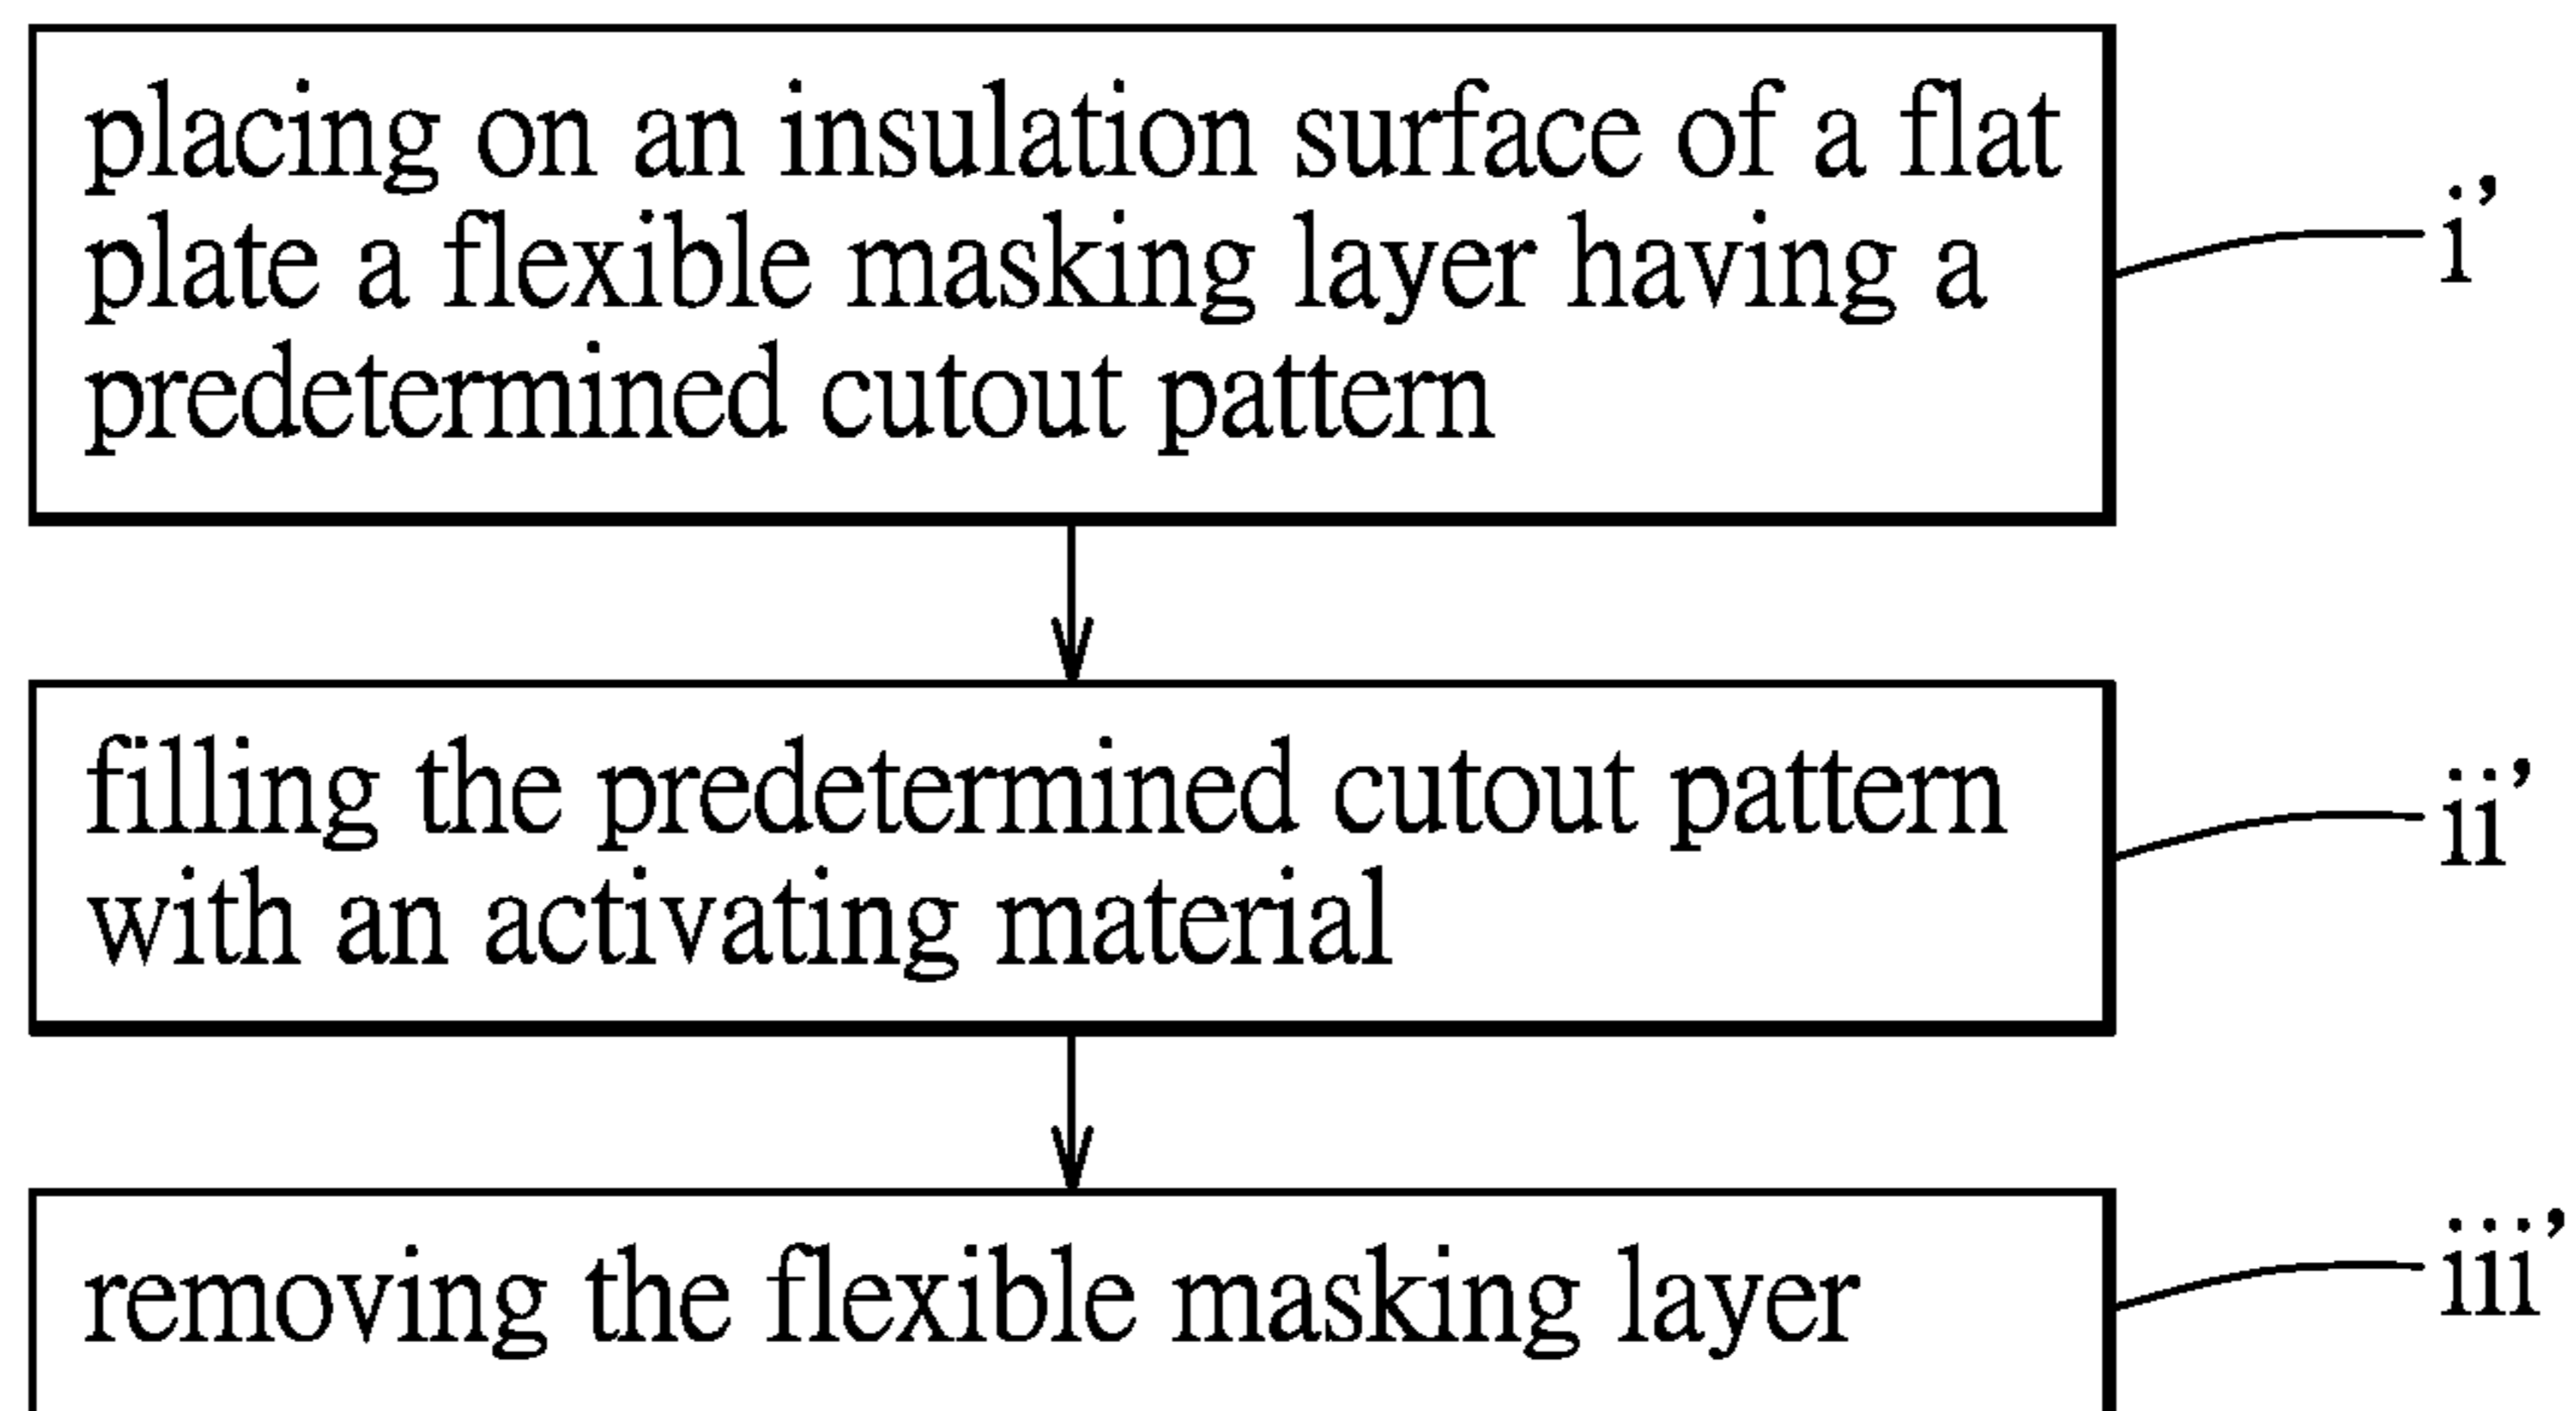 placing on an insulation surface of a flat
plate a flexible masking layer having a
predetermined cutout pattern
i’
filling the predetermined cutout pattern
with an activating material
ii’
removing the flexible masking layer
iii’